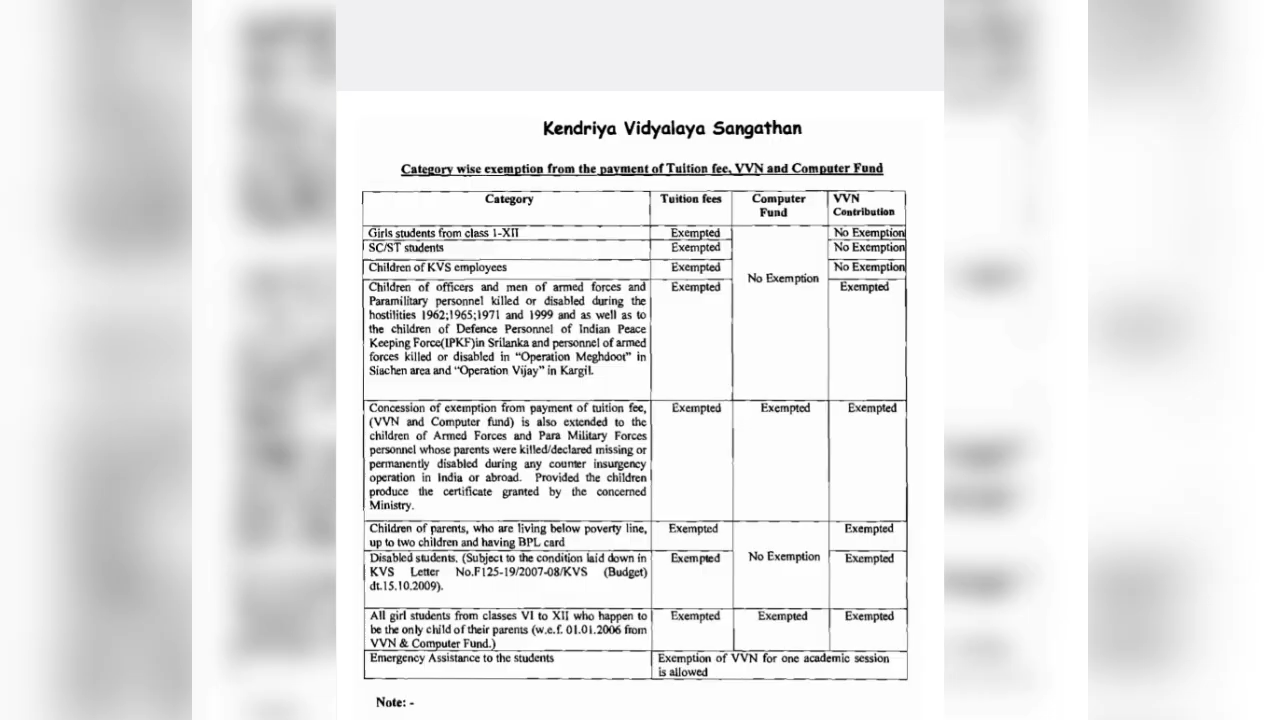 Kendriya Vidyalaya Sangathan
Category wise exemption from the payment of Tuition fee, VVN and Computer Fund
Category Tuition fees Computer Fund VVN Contribution
Girls students from class 1-XII Exempted No Exemption
SC/ST students Exempted No Exemption
Children of KVS employees Exempted No Exemption
No Exemption
Children of officers and men of armed forces and Exempted Exempted
Paramilitary personnel killed or disabled during the
hostilities 1962;1965;1971 and 1999 and as well as to
the children of Defence Personnel of Indian Peace
Keeping Force(IPKF)in Srilanka and personnel of armed
forces killed or disabled in "Operation Meghdoot" in
Siachen area and "Operation Vijay" in Kargil.
Concession of exemption from payment of tuition fee, Exempted Exempted Exempted
(VVN and Computer fund) is also extended to the
children of Armed Forces and Para Military Forces
personnel whose parents were killed/declared missing or
permanently disabled during any counter insurgency
operation in India or abroad. Provided the children
produce the certificate granted by the concerned
Ministry.
Children of parents, who are living below poverty line, Exempted Exempted
up to two children and having BPL card
No Exemption
Disabled students, (Subject to the condition laid down in Exempted Exempted
KVS Letter No.F125-19/2007-08/KVS (Budget)
dt.15.10.2009).
All girl students from classes VI to XII who happen to Exempted Exempted Exempted
be the only child of their parents (w.e.f. 01.01.2006 from
VVN & Computer Fund.)
Emergency Assistance to the students Exemption of VVN for one academic session
is allowed
Note: -